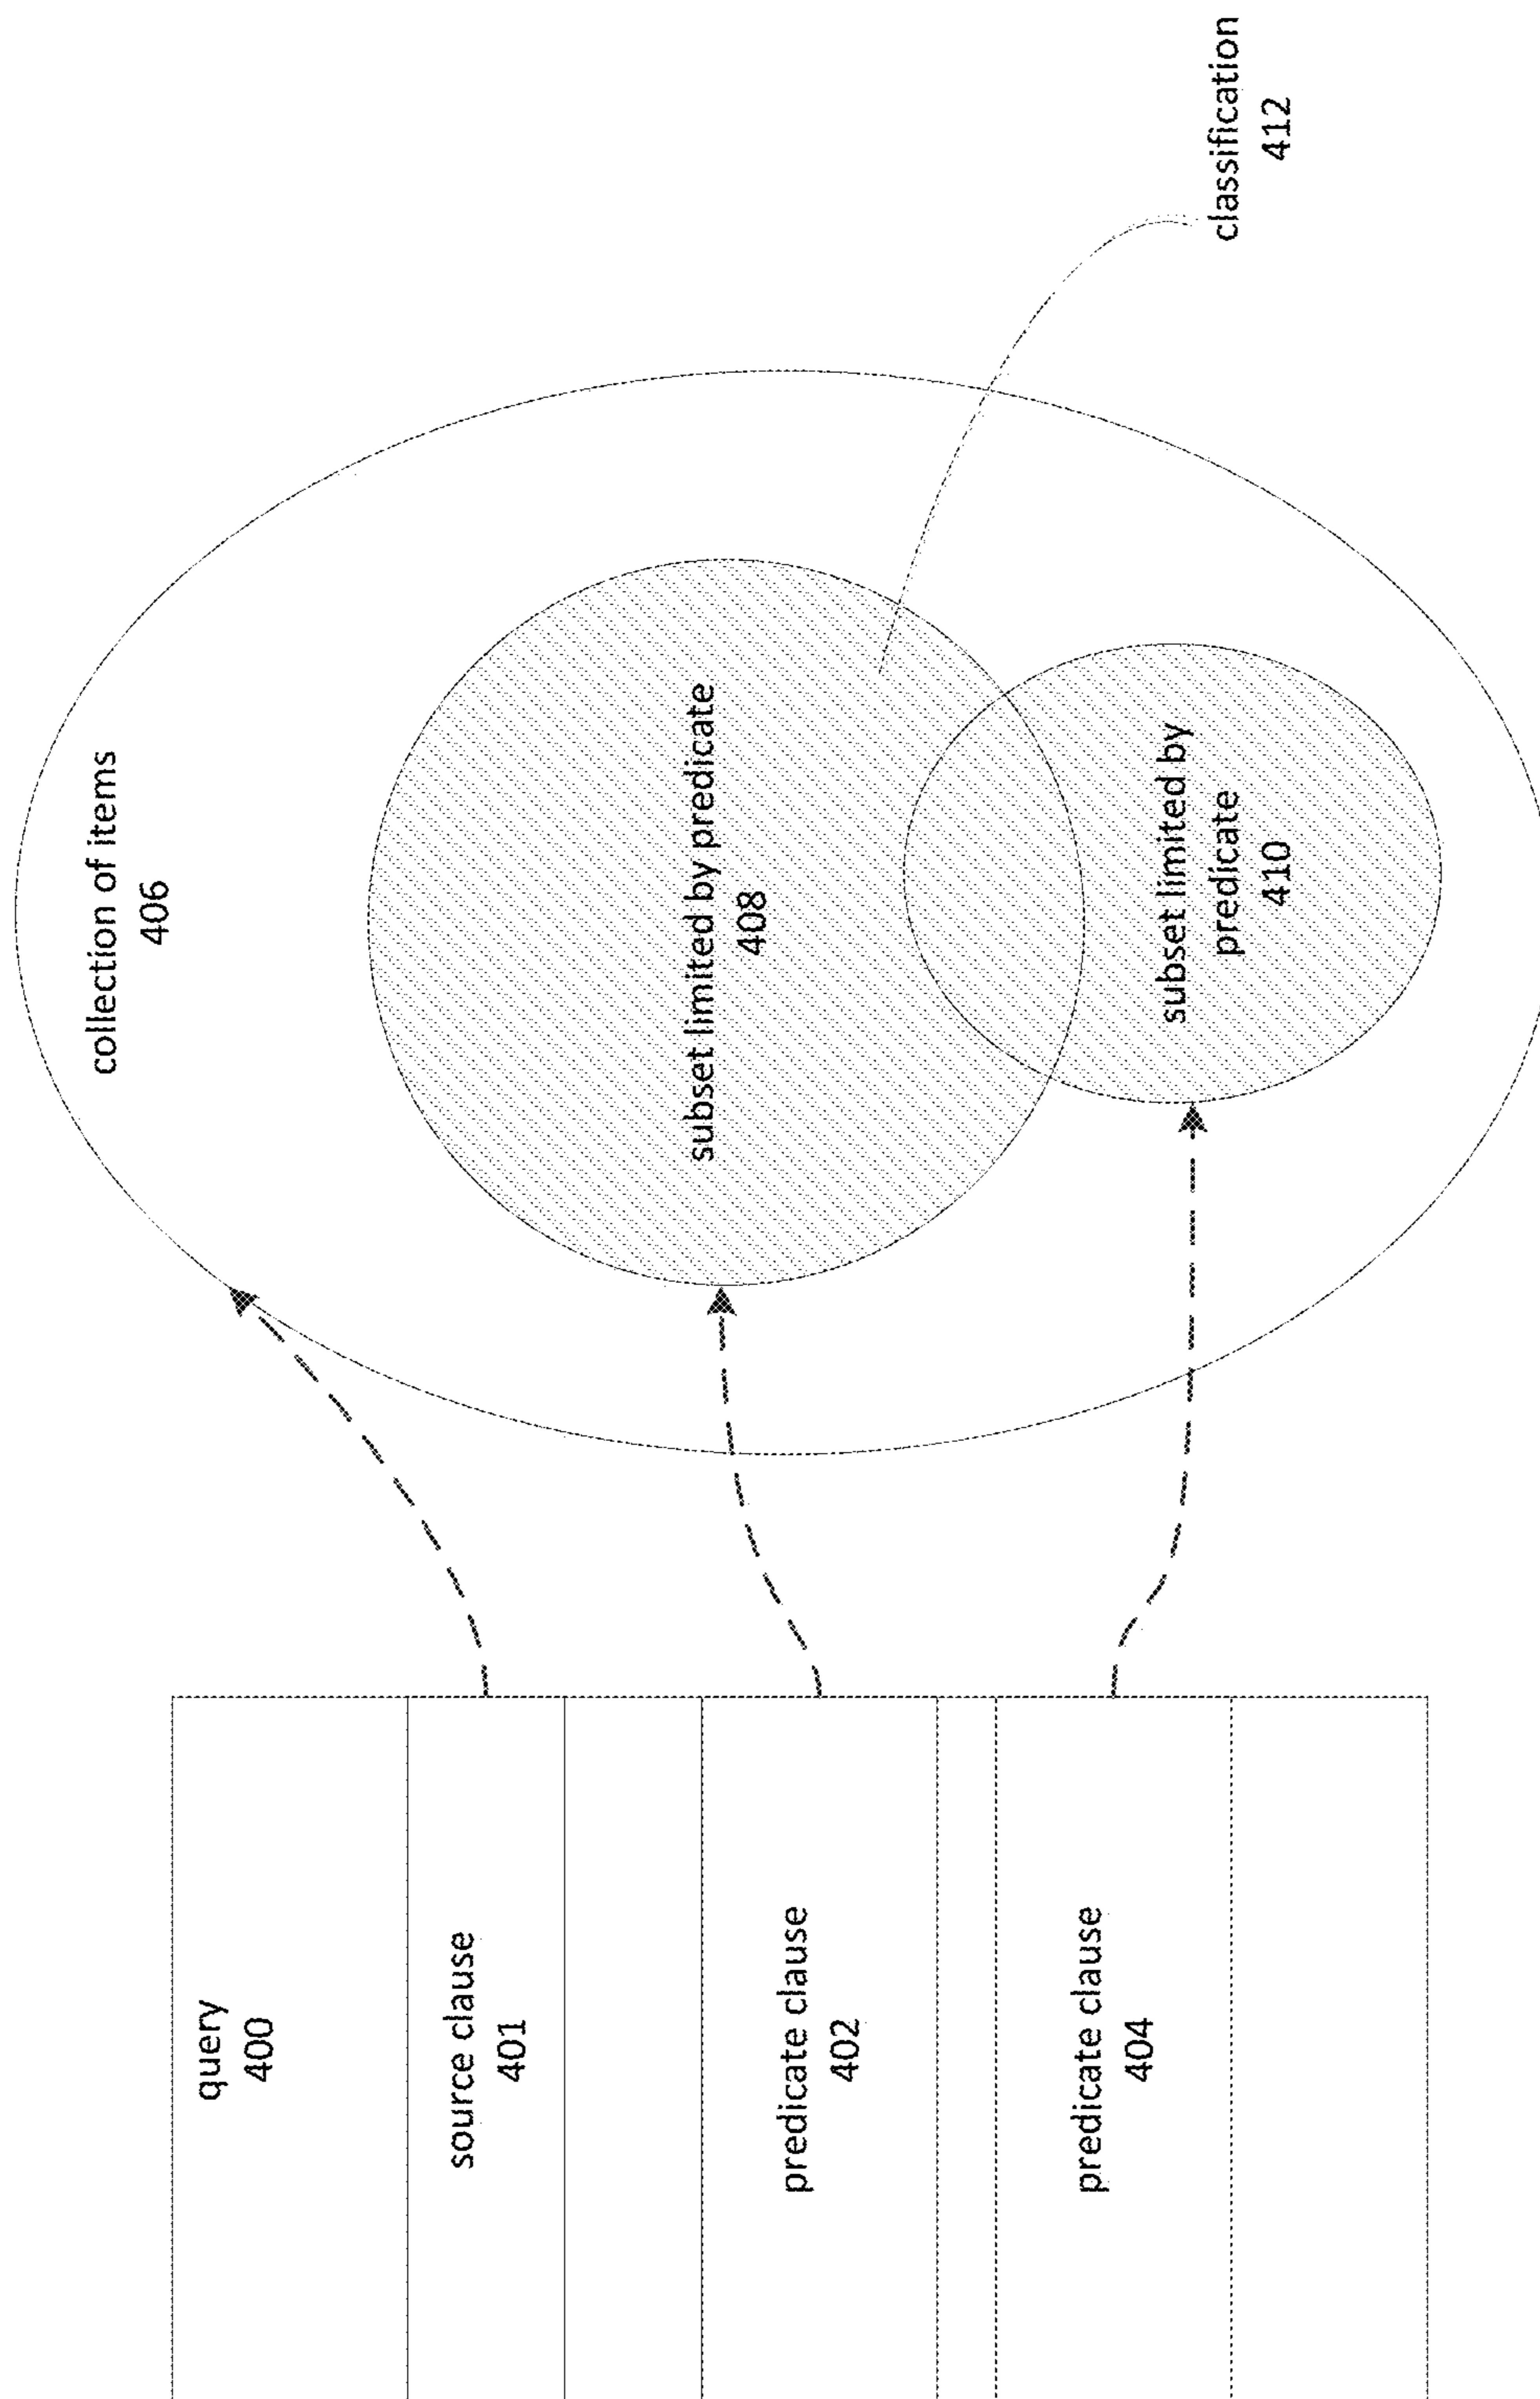 query
400
source clause
401
predicate clause
402
predicate clause
404
collection of items
406
subset limited by predicate
408
subset limited by
predicate
410
classification
412